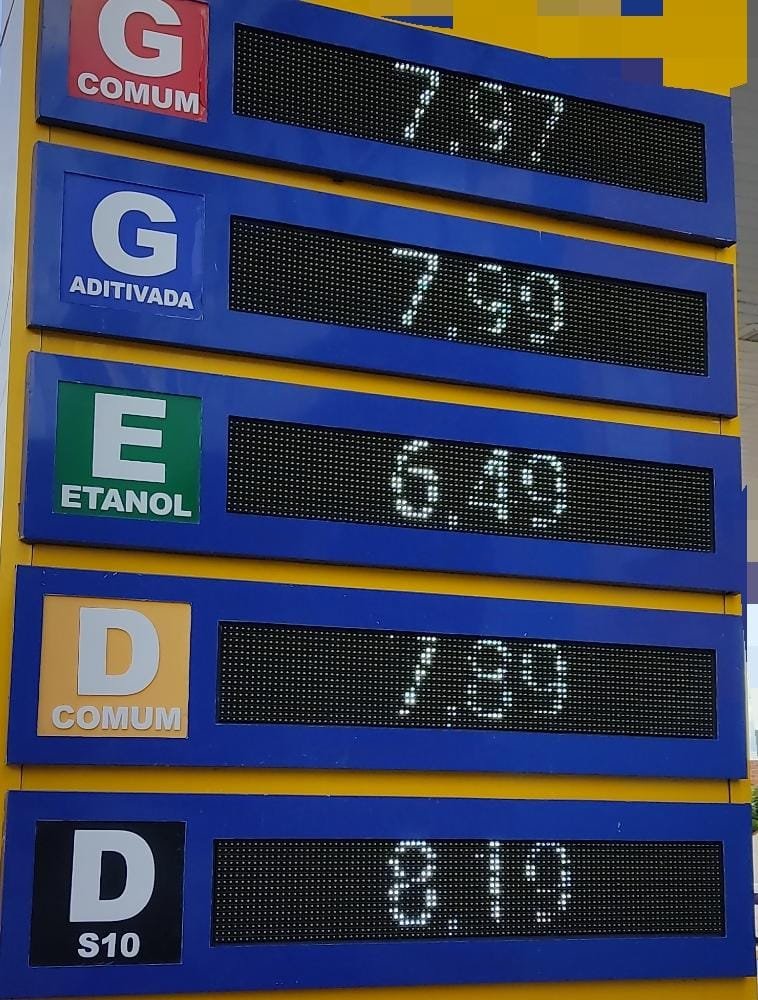 G
COMUM
7.97
G
ADITIVADA
7.99
E
ETANOL
6.49
D
COMUM
7.89
D
S10
8.19